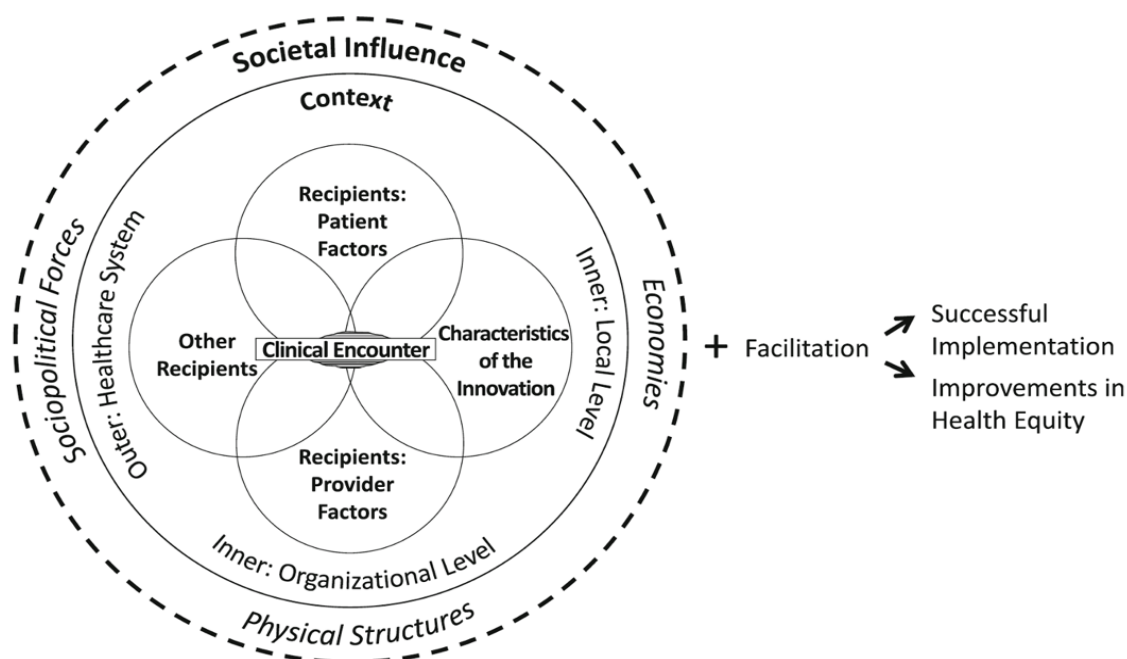 Societal Influence
Context
Recipients:
Patient
Factors
Sociopolitical Forces
Outer: Healthcare System
Other
Recipients
Clinical Encounter
Characteristics
of the
Innovation
Inner: Local Level
Economies
Recipients:
Provider
Factors
Inner: Organizational Level
Physical Structures
+
Facilitation
Successful
Implementation
Improvements in
Health Equity